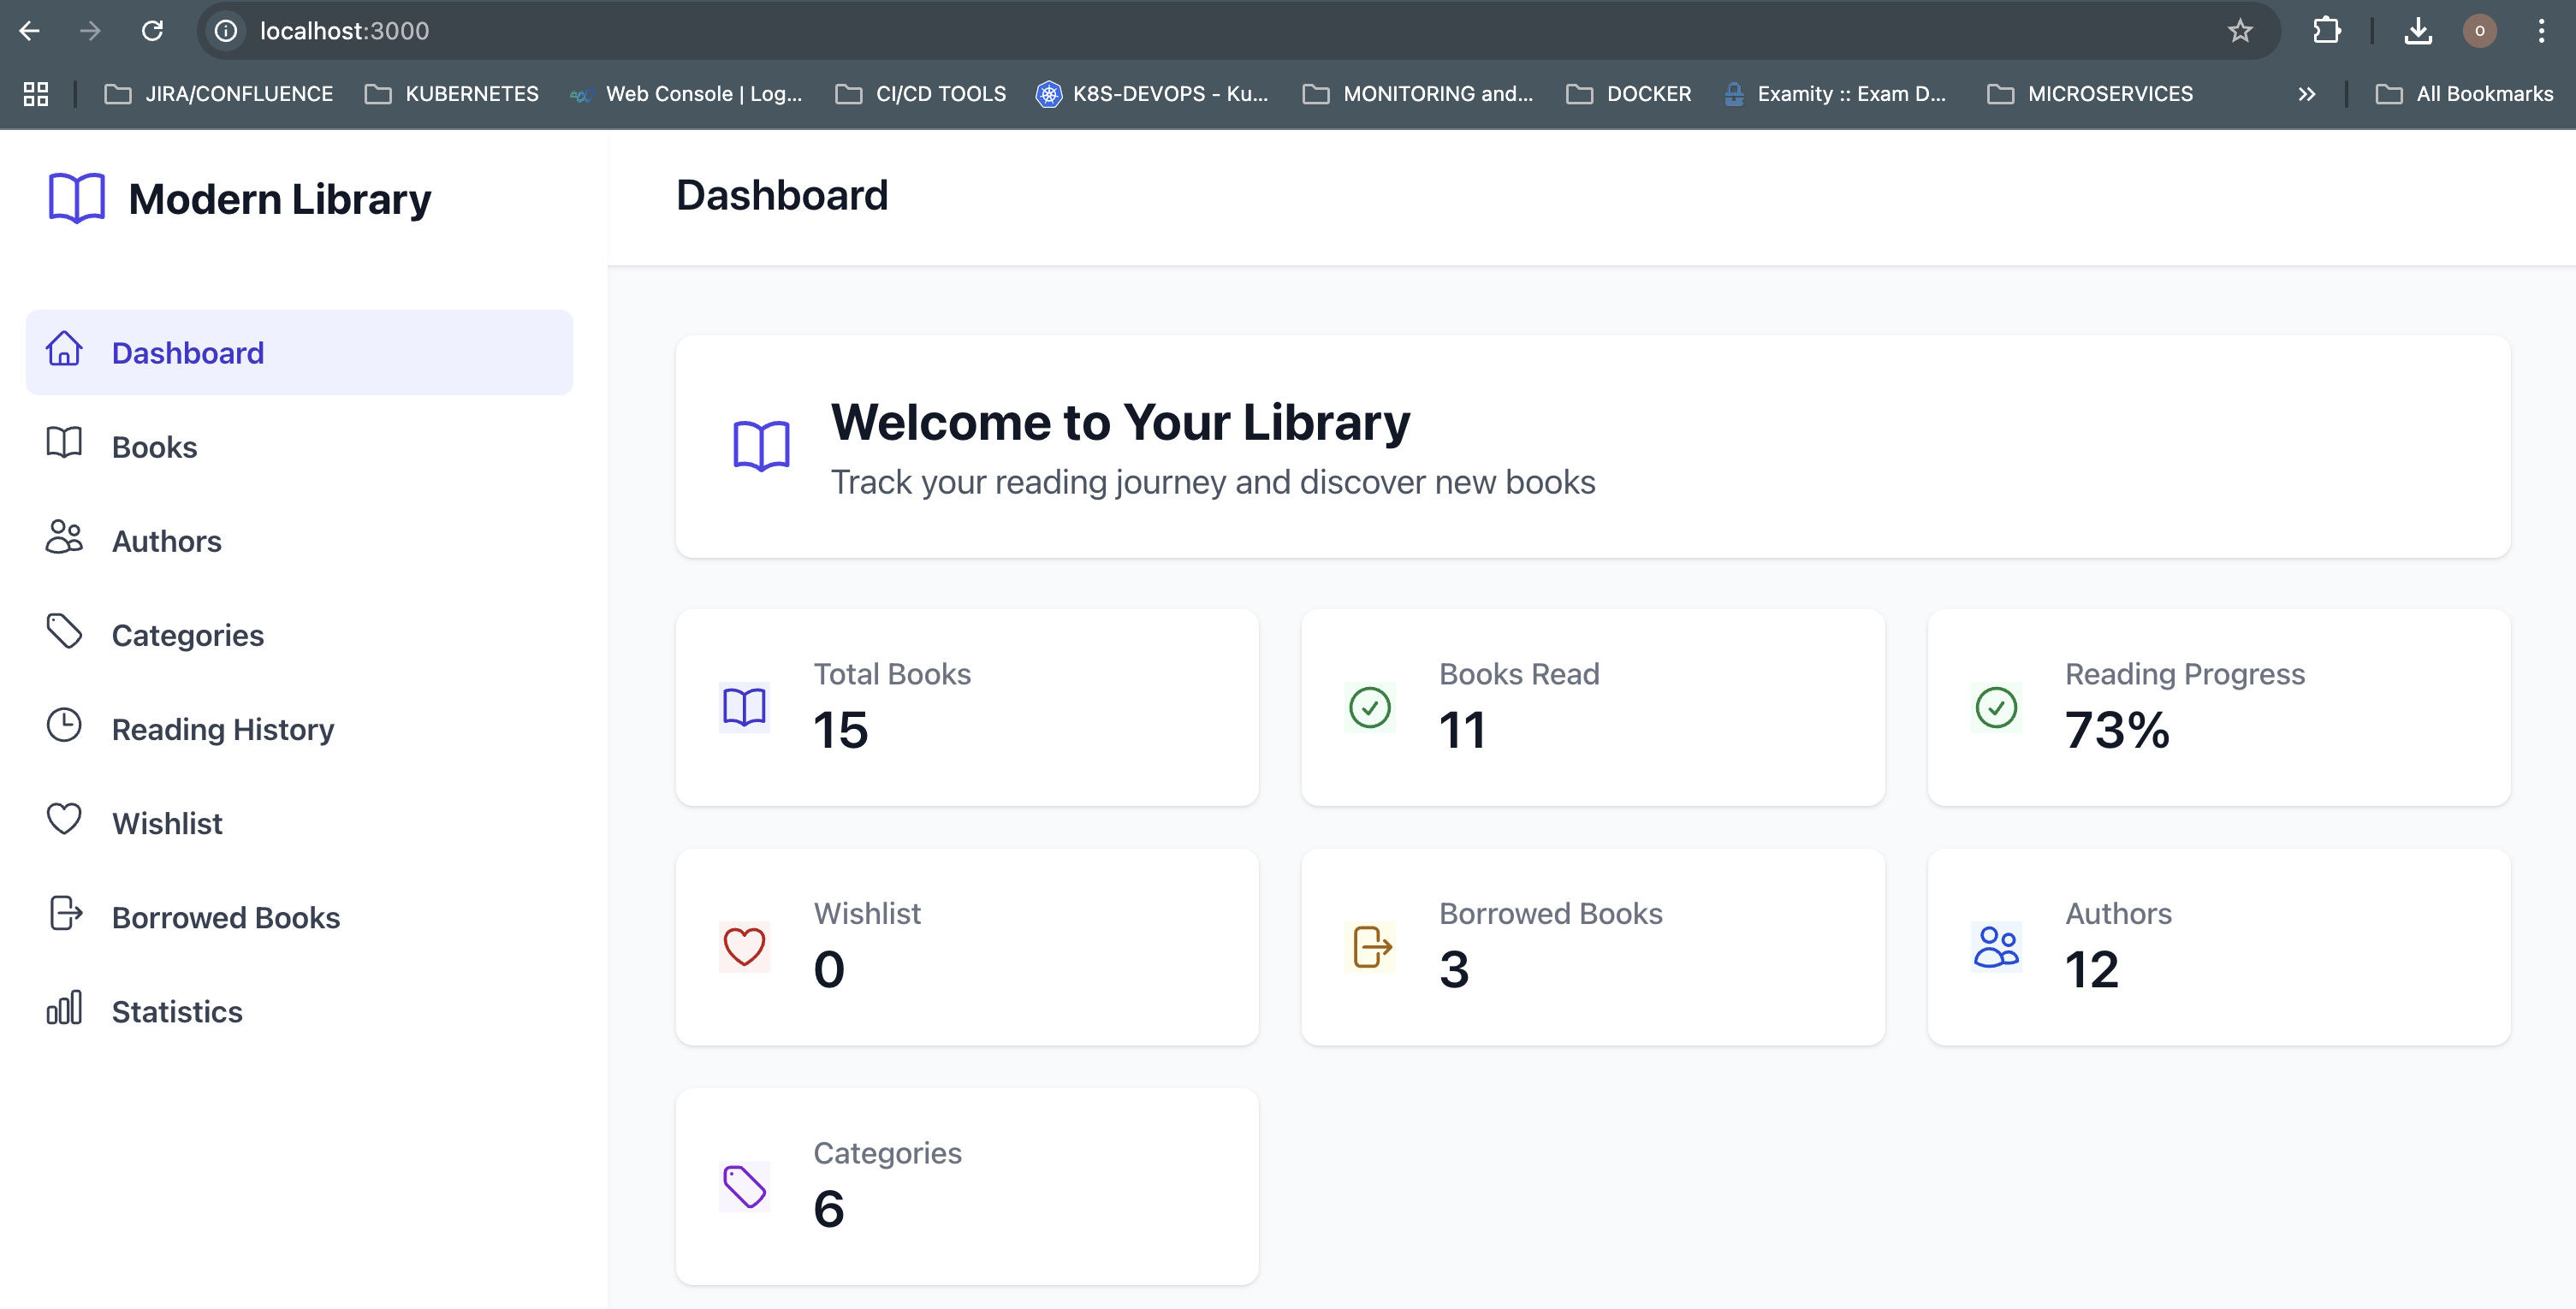 localhost:3000
JIRA/CONFLUENCE KUBERNETES Web Console | Log... CI/CD TOOLS K8S-DEVOPS - Ku... MONITORING and... DOCKER Examity :: Exam D... MICROSERVICES All Bookmarks
Modern Library
Dashboard
Books
Authors
Categories
Reading History
Wishlist
Borrowed Books
Statistics
Dashboard
Welcome to Your Library
Track your reading journey and discover new books
Total Books
15
Books Read
11
Reading Progress
73%
Wishlist
0
Borrowed Books
3
Authors
12
Categories
6